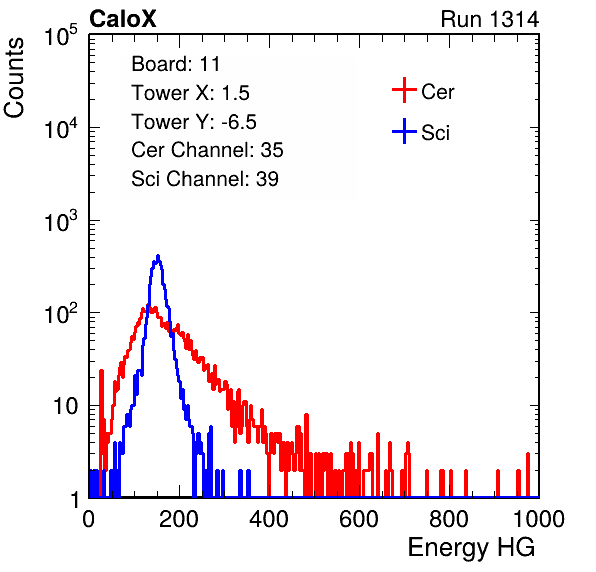 CaloX Run 1314
Counts
Board: 11
Tower X: 1.5
Tower Y: -6.5
Cer Channel: 35
Sci Channel: 39
Cer
Sci
10^5
10^4
10^3
10^2
10
1
0 200 400 600 800 1000
Energy HG